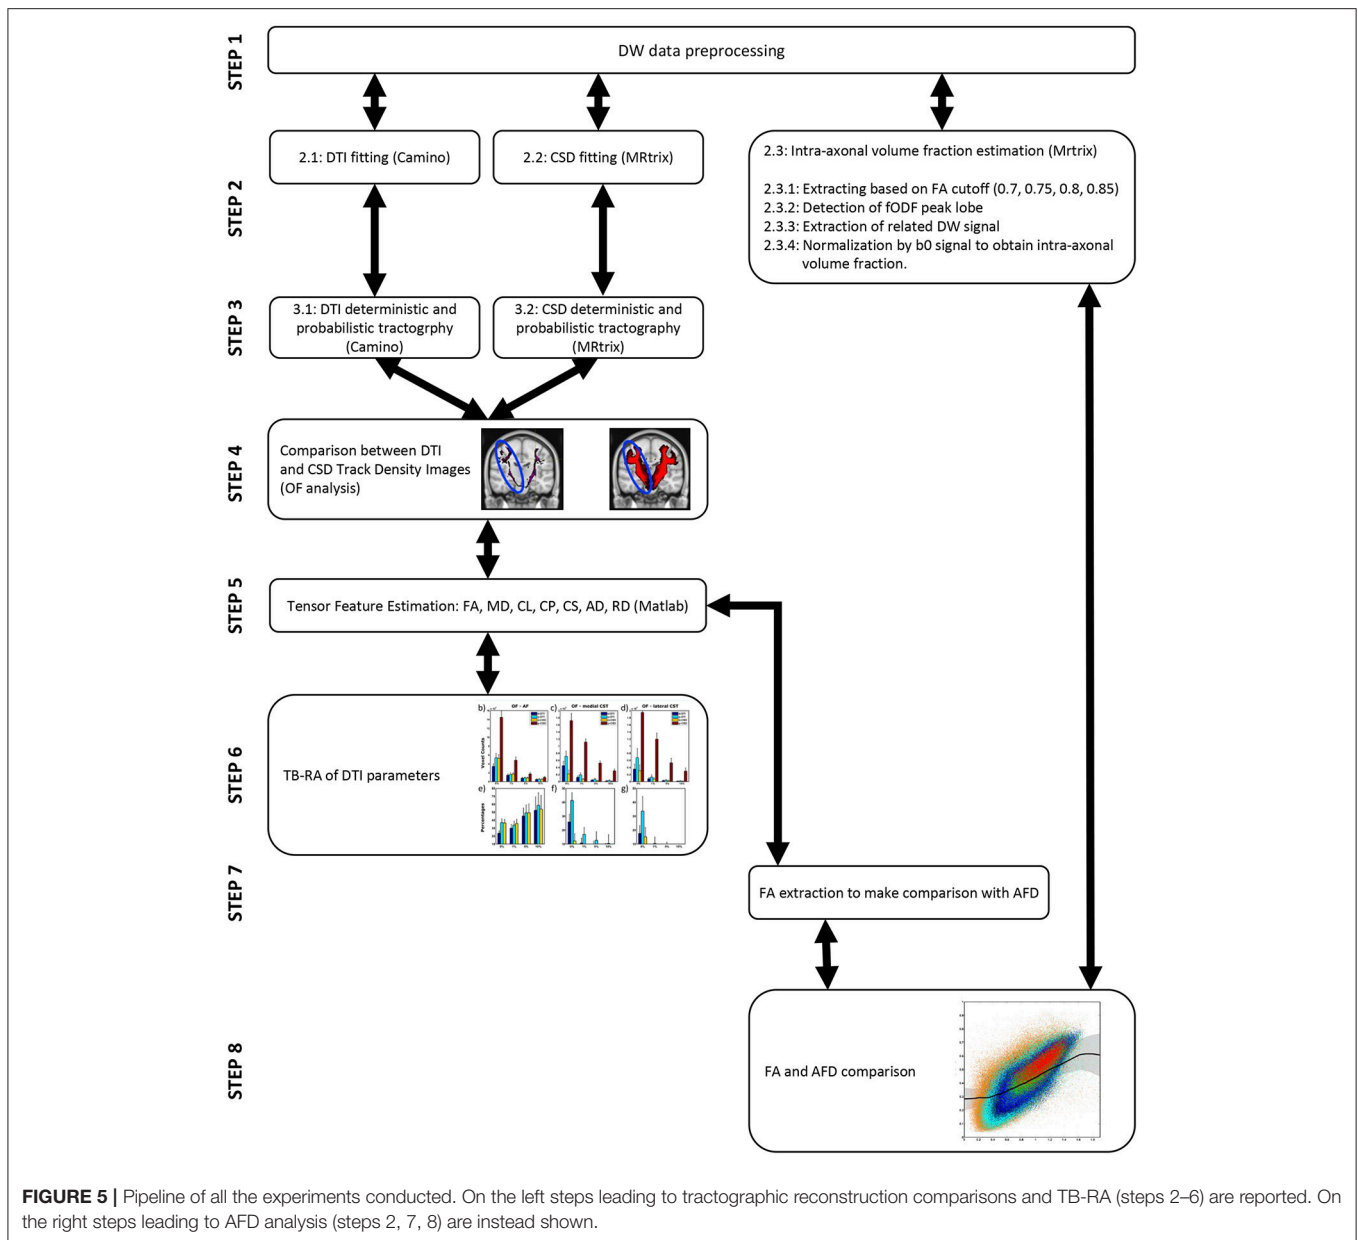 STEP 1
DW data preprocessing
STEP 2
2.1: DTI fitting (Camino)
2.2: CSD fitting (MRtrix)
2.3: Intra-axonal volume fraction estimation (Mrtrix)
2.3.1: Extracting based on FA cutoff (0.7, 0.75, 0.8, 0.85)
2.3.2: Detection of fODF peak lobe
2.3.3: Extraction of related DW signal
2.3.4: Normalization by b0 signal to obtain intra-axonal
volume fraction.
STEP 3
3.1: DTI deterministic and
probabilistic tractogrphy
(Camino)
3.2: CSD deterministic and
probabilistic tractography
(MRtrix)
STEP 4
Comparison between DTI
and CSD Track Density Images
(OF analysis)
STEP 5
Tensor Feature Estimation: FA, MD, CL, CP, CS, AD, RD (Matlab)
STEP 6
TB-RA of DTI parameters
b) OF - AF
c) OF - medial CST
d) OF - lateral CST
Voxel Counts
e)
f)
g)
Percentages
STEP 7
FA extraction to make comparison with AFD
STEP 8
FA and AFD comparison
FIGURE 5 | Pipeline of all the experiments conducted. On the left steps leading to tractographic reconstruction comparisons and TB-RA (steps 2–6) are reported. On
the right steps leading to AFD analysis (steps 2, 7, 8) are instead shown.